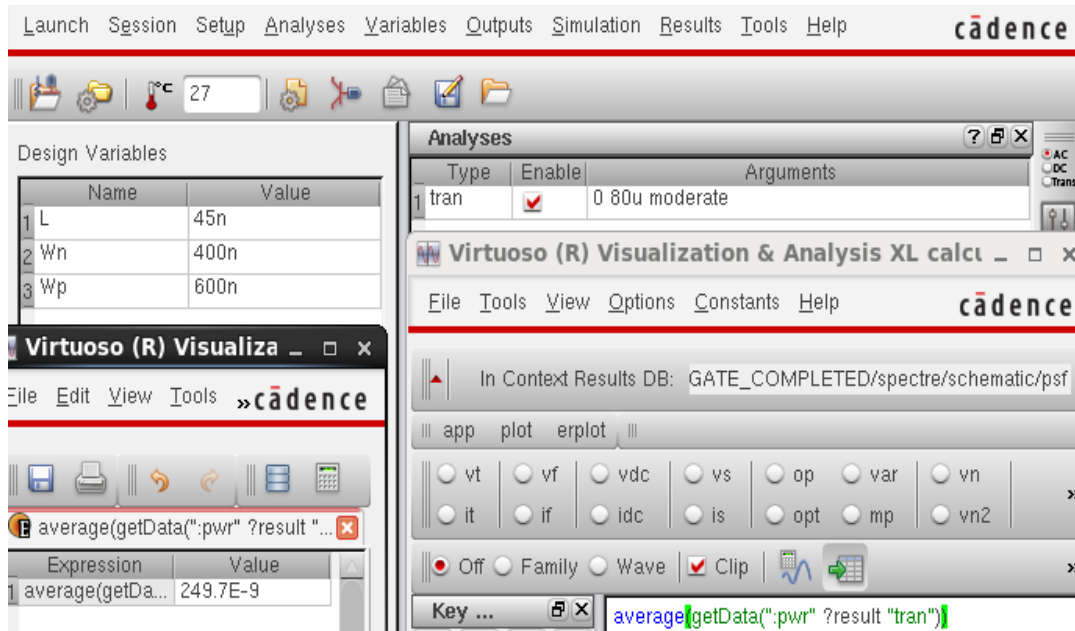 Launch Session Setup Analyses Variables Outputs Simulation Results Tools Help cādence
°C 27
Design Variables
Name Value
1 L 45n
2 Wn 400n
3 Wp 600n
Analyses
Type Enable Arguments
1 tran 0 80u moderate
AC
DC
Trans
Virtuoso (R) Visualization & Analysis XL calcu
File Tools View Options Constants Help cādence
In Context Results DB: GATE_COMPLETED/spectre/schematic/psf
app plot erplot
vt vf vdc vs op var vn
it if idc is opt mp vn2
Off Family Wave Clip
Key ...
average(getData(":pwr" ?result "tran"))
Virtuoso (R) Visualiza
File Edit View Tools » cādence
average(getData(":pwr" ?result "...
Expression Value
1 average(getDa... 249.7E-9